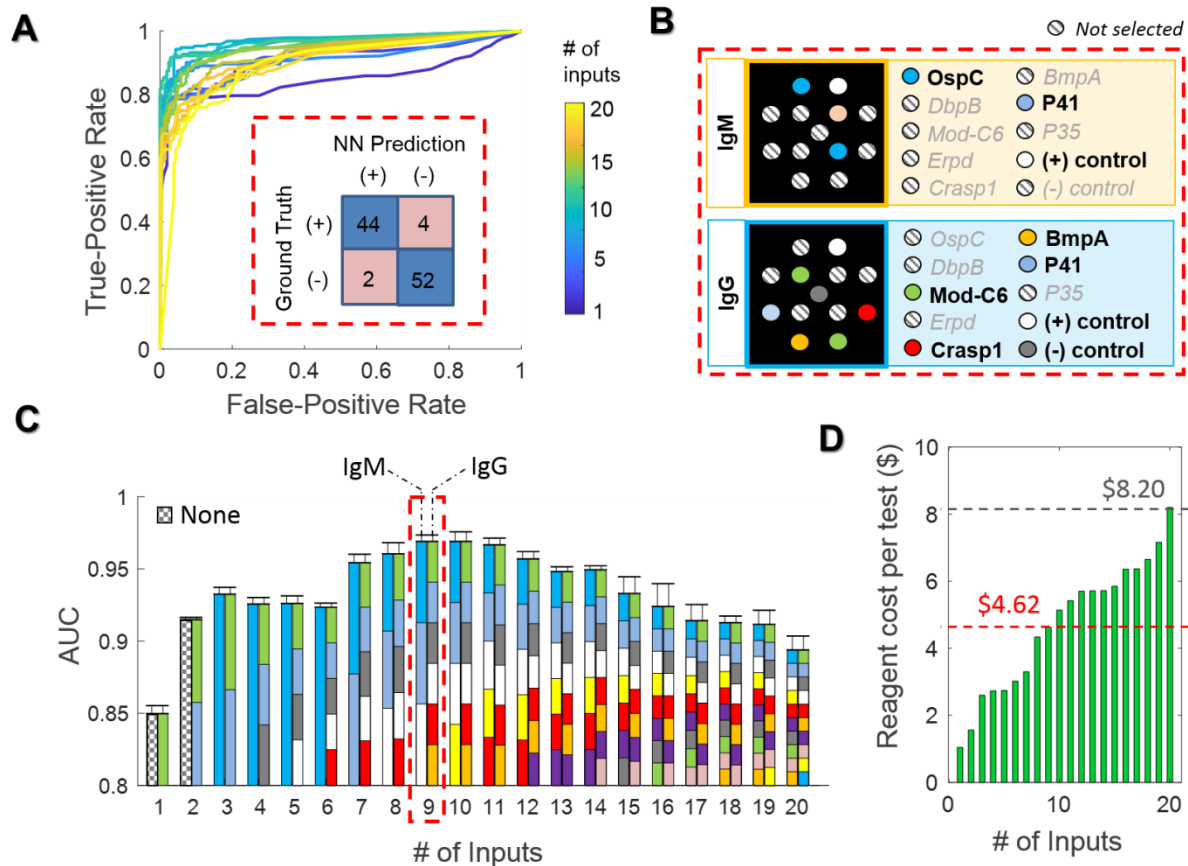 A
True-Positive Rate
1
0.8
0.6
0.4
0.2
0
0 0.2 0.4 0.6 0.8 1
False-Positive Rate
# of
inputs
20
15
10
5
1
NN Prediction
(+) (-)
Ground Truth
(+) 44 4
(-) 2 52
B
Not selected
IgM
OspC BmpA
DbpB P41
Mod-C6 P35
Erpd (+) control
Crasp1 (-) control
IgG
OspC BmpA
DbpB P41
Mod-C6 P35
Erpd (+) control
Crasp1 (-) control
C
IgM IgG
None
AUC
1
0.95
0.9
0.85
0.8
1 2 3 4 5 6 7 8 9 10 11 12 13 14 15 16 17 18 19 20
# of Inputs
D
Reagent cost per test ($)
10
8
6
4
2
0
$8.20
$4.62
0 10 20
# of Inputs